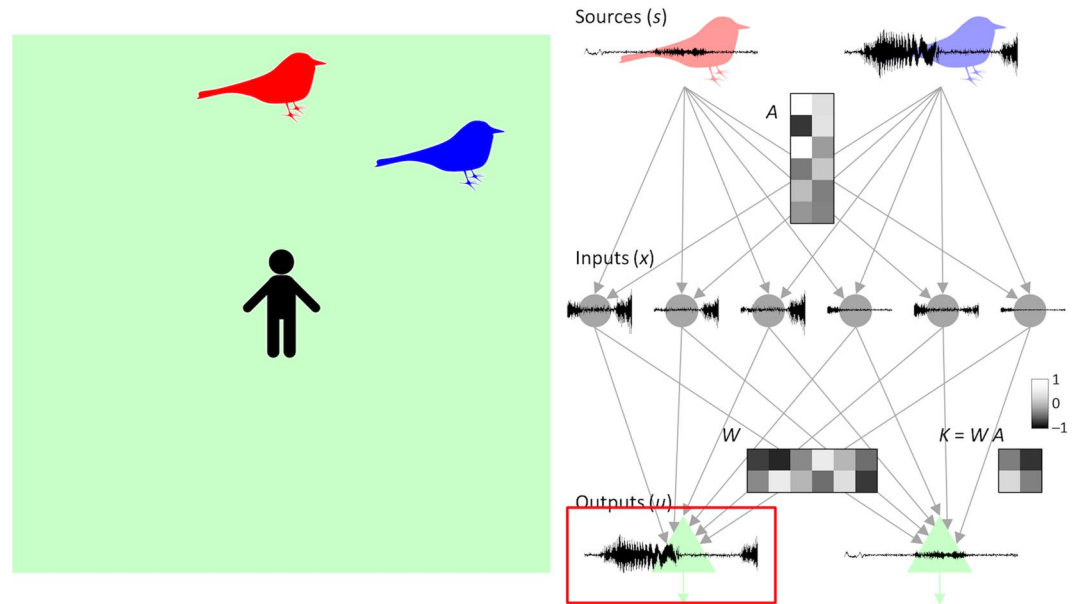 Sources (s)
A
Inputs (x)
1
0
–1
W
K = W A
Outputs (u)